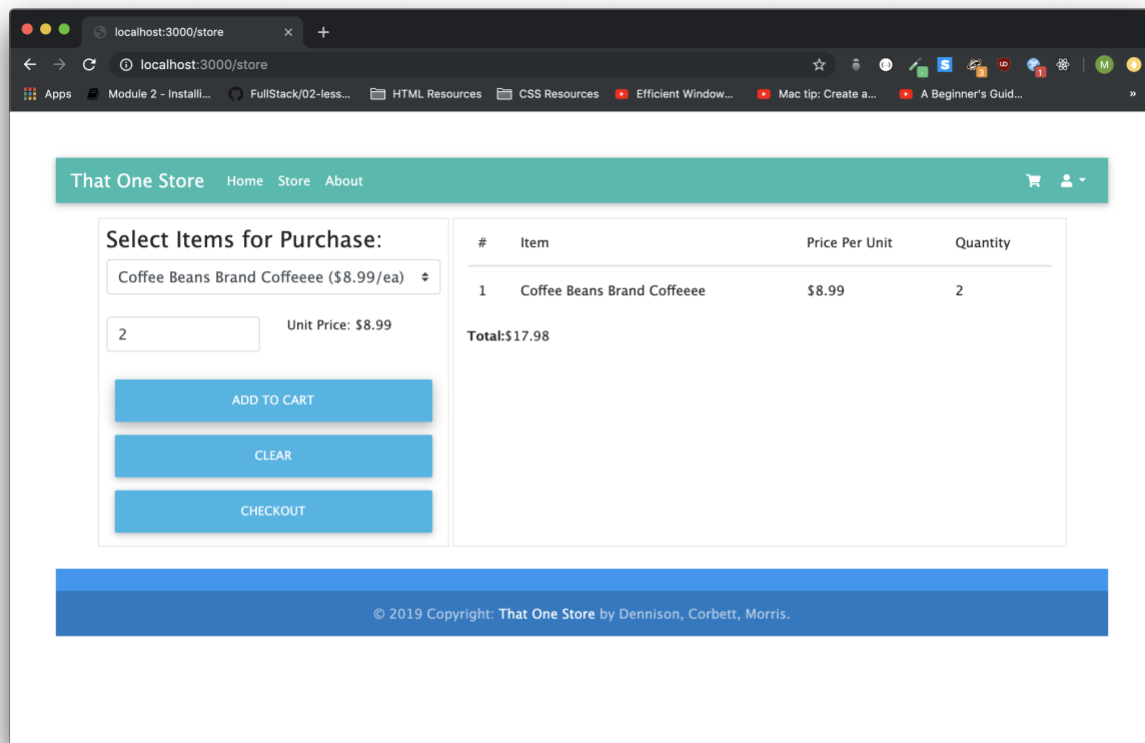 localhost:3000/store
localhost:3000/store
S 3 UD 1 M
Apps Module 2 - Installi... FullStack/02-less... HTML Resources CSS Resources Efficient Window... Mac tip: Create a... A Beginner's Guid... »
That One Store Home Store About
Select Items for Purchase:
Coffee Beans Brand Coffeeee ($8.99/ea)
2 Unit Price: $8.99
ADD TO CART
CLEAR
CHECKOUT
# Item Price Per Unit Quantity
1 Coffee Beans Brand Coffeeee $8.99 2
Total:$17.98
© 2019 Copyright: That One Store by Dennison, Corbett, Morris.